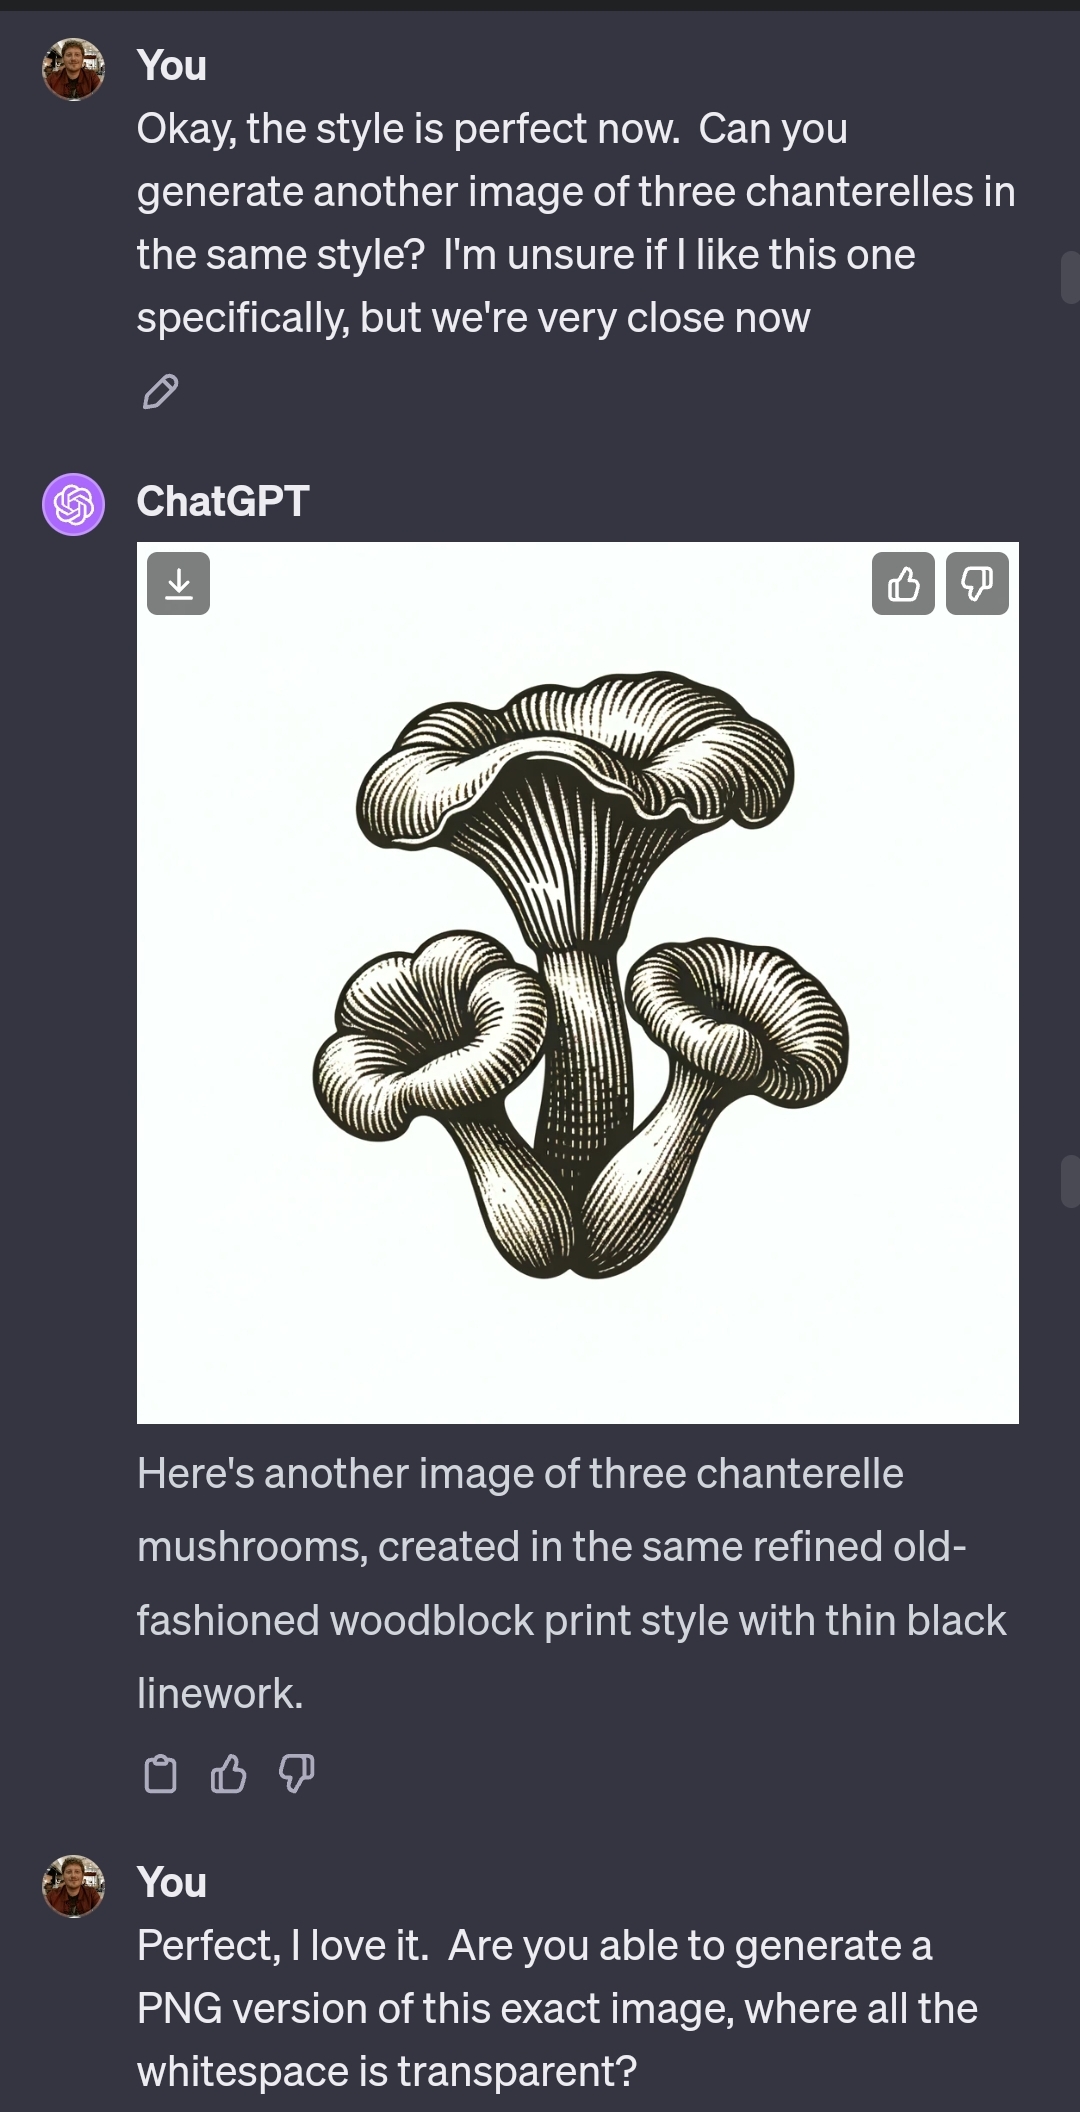 You
Okay, the style is perfect now.  Can you
generate another image of three chanterelles in
the same style?  I'm unsure if I like this one
specifically, but we're very close now
ChatGPT
Here's another image of three chanterelle
mushrooms, created in the same refined old-
fashioned woodblock print style with thin black
linework.
You
Perfect, I love it.  Are you able to generate a
PNG version of this exact image, where all the
whitespace is transparent?